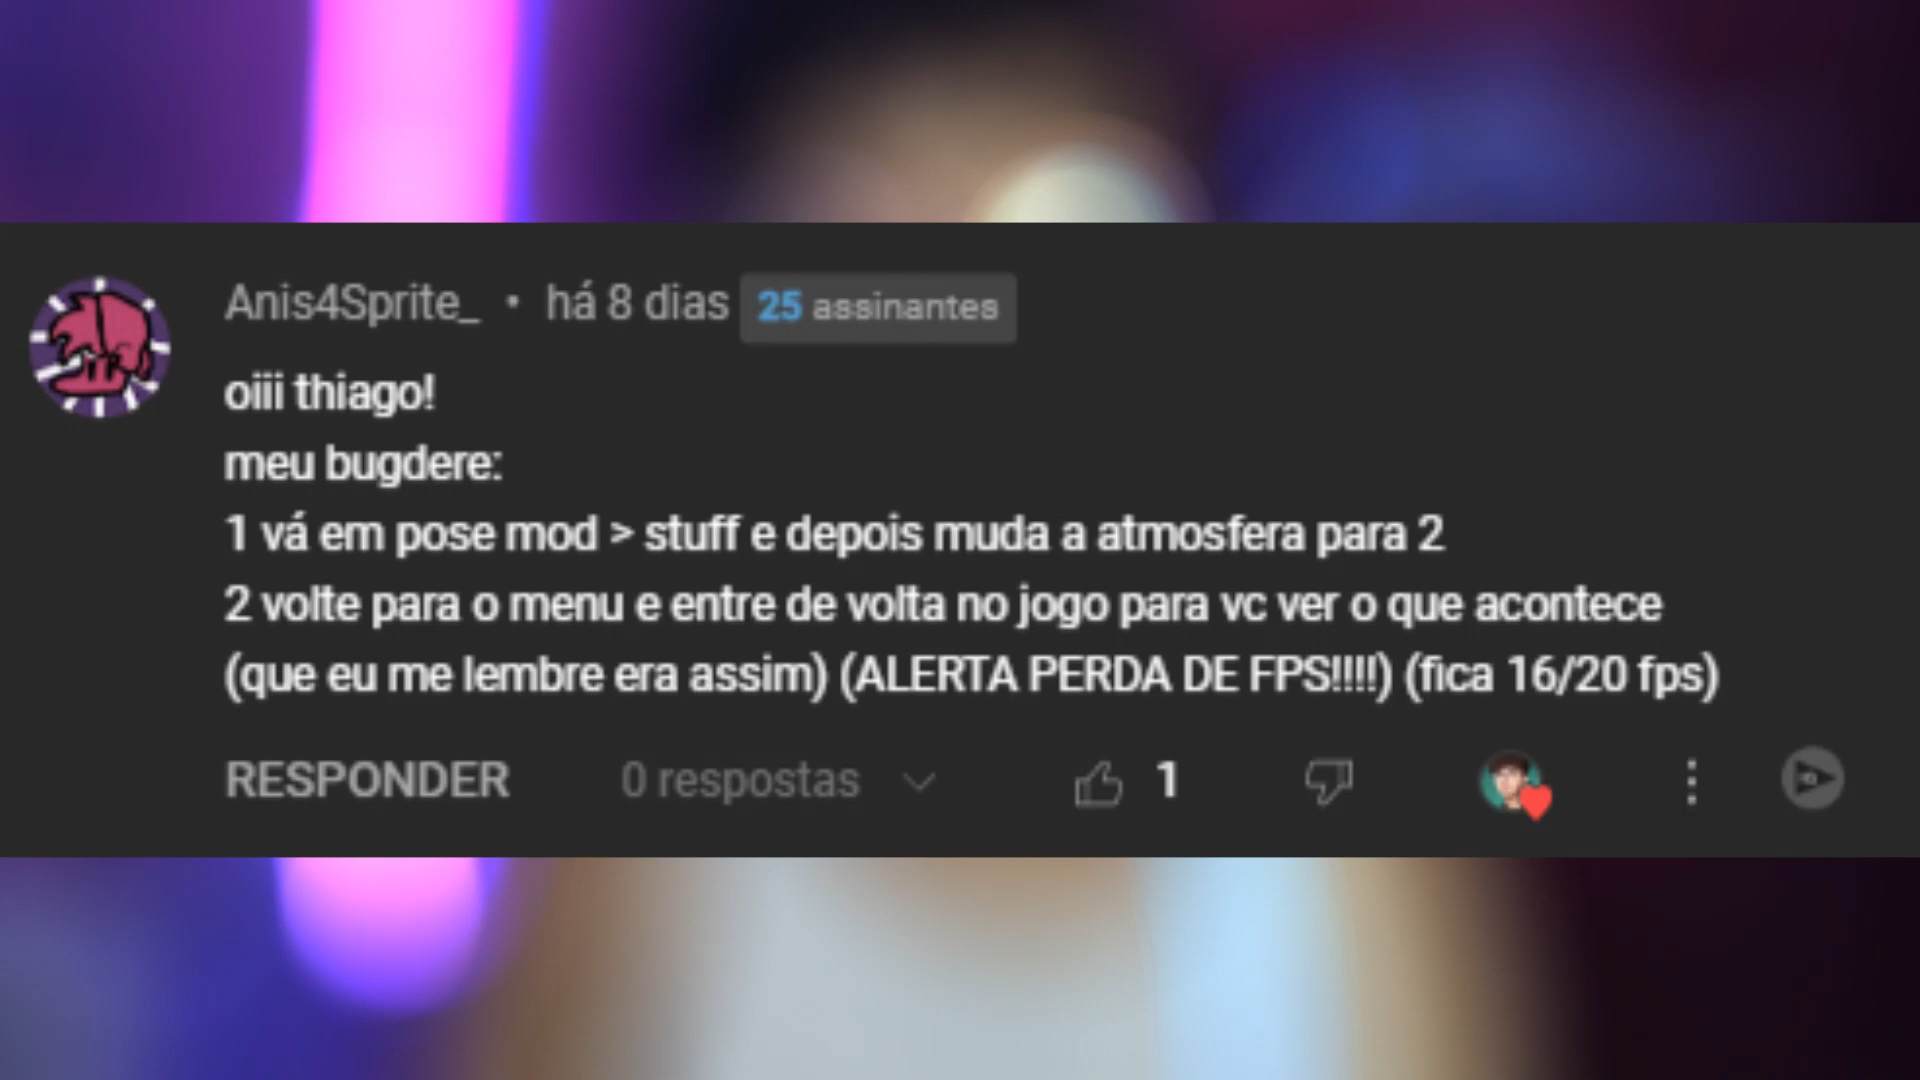 Anis4Sprite_ • há 8 dias 25 assinantes
oiii thiago!
meu bugdere:
1 vá em pose mod > stuff e depois muda a atmosfera para 2
2 volte para o menu e entre de volta no jogo para vc ver o que acontece
(que eu me lembre era assim) (ALERTA PERDA DE FPS!!!!) (fica 16/20 fps)
RESPONDER 0 respostas 1